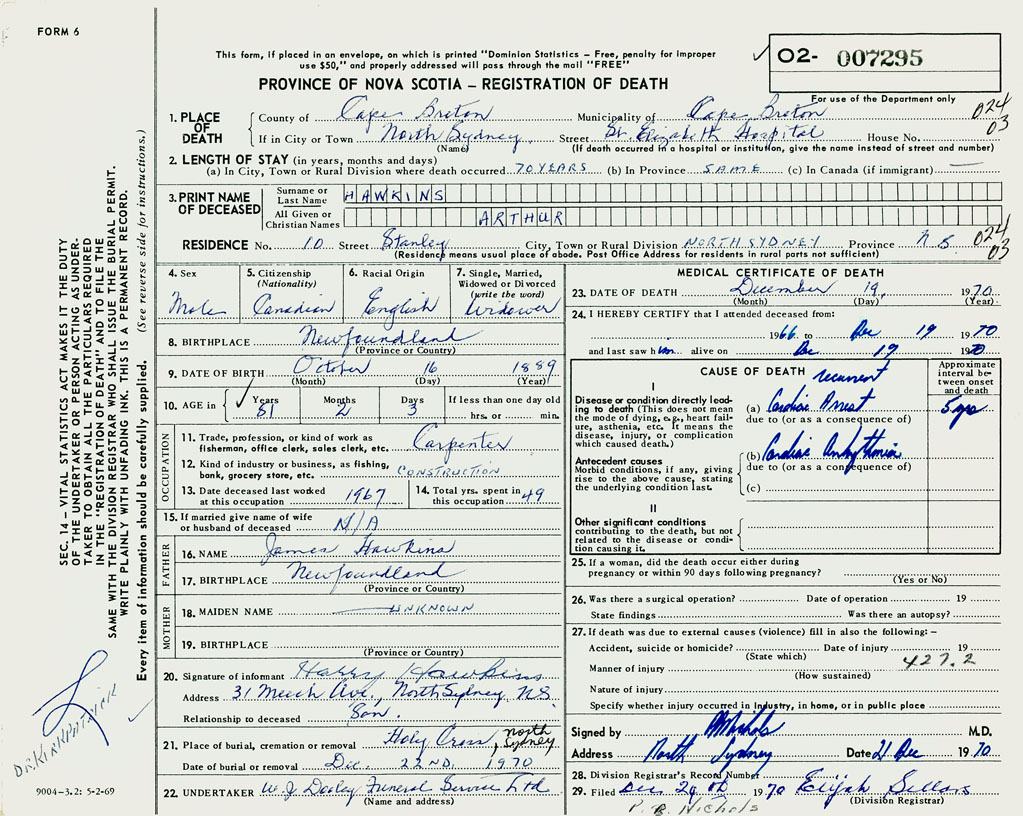 FORM 6
This form, if placed in an envelope, on which is printed "Dominion Statistics – Free, penalty for improper
use $50," and properly addressed will pass through the mail "FREE"
✓ O2- 007295
PROVINCE OF NOVA SCOTIA – REGISTRATION OF DEATH
For use of the Department only
024
03
1. PLACE OF DEATH
County of Cape Breton Municipality of Cape Breton
If in City or Town North Sydney Street St. Elizabeth Hospital House No.
(Name) (If death occurred in a hospital or institution, give the name instead of street and number)
2. LENGTH OF STAY (in years, months and days)
(a) In City, Town or Rural Division where death occurred 70 YEARS (b) In Province SAME (c) In Canada (if immigrant) —
3. PRINT NAME OF DECEASED
Surname or Last Name HAWKINS
All Given or Christian Names ARTHUR
RESIDENCE No. 10 Street Stanley City, Town or Rural Division NORTH SYDNEY Province N S 024
03
(Residence means usual place of abode. Post Office Address for residents in rural parts not sufficient)
4. Sex
Male
5. Citizenship
(Nationality)
Canadian
6. Racial Origin
English
7. Single, Married,
Widowed or Divorced
(write the word)
Widower
8. BIRTHPLACE Newfoundland
(Province or Country)
9. DATE OF BIRTH October 16 1889
(Month) (Day) (Year)
10. AGE in ✓ Years 81 Months 2 Days 3 If less than one day old
hrs. or min.
OCCUPATION
11. Trade, profession, or kind of work as
fisherman, office clerk, sales clerk, etc. Carpenter
12. Kind of industry or business, as fishing,
bank, grocery store, etc. CONSTRUCTION
13. Date deceased last worked
at this occupation 1967
14. Total yrs. spent in
this occupation 49
15. If married give name of wife
or husband of deceased N/A
FATHER
16. NAME James Hawkins
17. BIRTHPLACE Newfoundland
(Province or Country)
MOTHER
18. MAIDEN NAME UNKNOWN
19. BIRTHPLACE
(Province or Country)
20. Signature of informant Harry Hawkins
Address 31 Meech Ave., North Sydney, N.S.
Relationship to deceased Son.
21. Place of burial, cremation or removal Holy Cross, North Sydney
Date of burial or removal Dec. 22ND. 1970
22. UNDERTAKER W. J. Dooley Funeral Service Ltd
(Name and address)
MEDICAL CERTIFICATE OF DEATH
23. DATE OF DEATH December 19, 1970
(Month) (Day) (Year)
24. I HEREBY CERTIFY that I attended deceased from:
1966 to Dec 19 1970
and last saw him alive on Dec 19 1970
CAUSE OF DEATH
Approximate
interval be-
tween onset
and death
I
Disease or condition directly lead-
ing to death (This does not mean
the mode of dying, e.g., heart fail-
ure, asthenia, etc. It means the
disease, injury, or complication
which caused death.)
recurrent
(a) Cardiac Arrest 5 yrs
due to (or as a consequence of)
Antecedent causes
Morbid conditions, if any, giving
rise to the above cause, stating
the underlying condition last.
(b) Cardiac Arrhythmia
due to (or as a consequence of)
(c)
II
Other significant conditions
contributing to the death, but not
related to the disease or condi-
tion causing it.
25. If a woman, did the death occur either during
pregnancy or within 90 days following pregnancy?
(Yes or No)
26. Was there a surgical operation? Date of operation 19
State findings Was there an autopsy?
27. If death was due to external causes (violence) fill in also the following: –
Accident, suicide or homicide? Date of injury 19
(State which) 427.2
Manner of injury
(How sustained)
Nature of injury
Specify whether injury occurred in Industry, in home, or in public place
Signed by M.D.
Address North Sydney Date 21 Dec 1970
28. Division Registrar's Record Number
29. Filed Dec. 1970 Elijah Sellars
P. B. Nichols (Division Registrar)
SEC. 14 – VITAL STATISTICS ACT MAKES IT THE DUTY
OF THE UNDERTAKER OR PERSON ACTING AS UNDER-
TAKER TO OBTAIN ALL THE PARTICULARS REQUIRED
IN THE "REGISTRATION OF DEATH" AND TO FILE THE
SAME WITH THE DIVISION REGISTRAR WHO SHALL ISSUE THE BURIAL PERMIT.
WRITE PLAINLY WITH UNFADING INK. THIS IS A PERMANENT RECORD.
Every item of information should be carefully supplied. (See reverse side for instructions.)
✓
DR. KIRKPATRICK
9004-3.2: 5-2-69